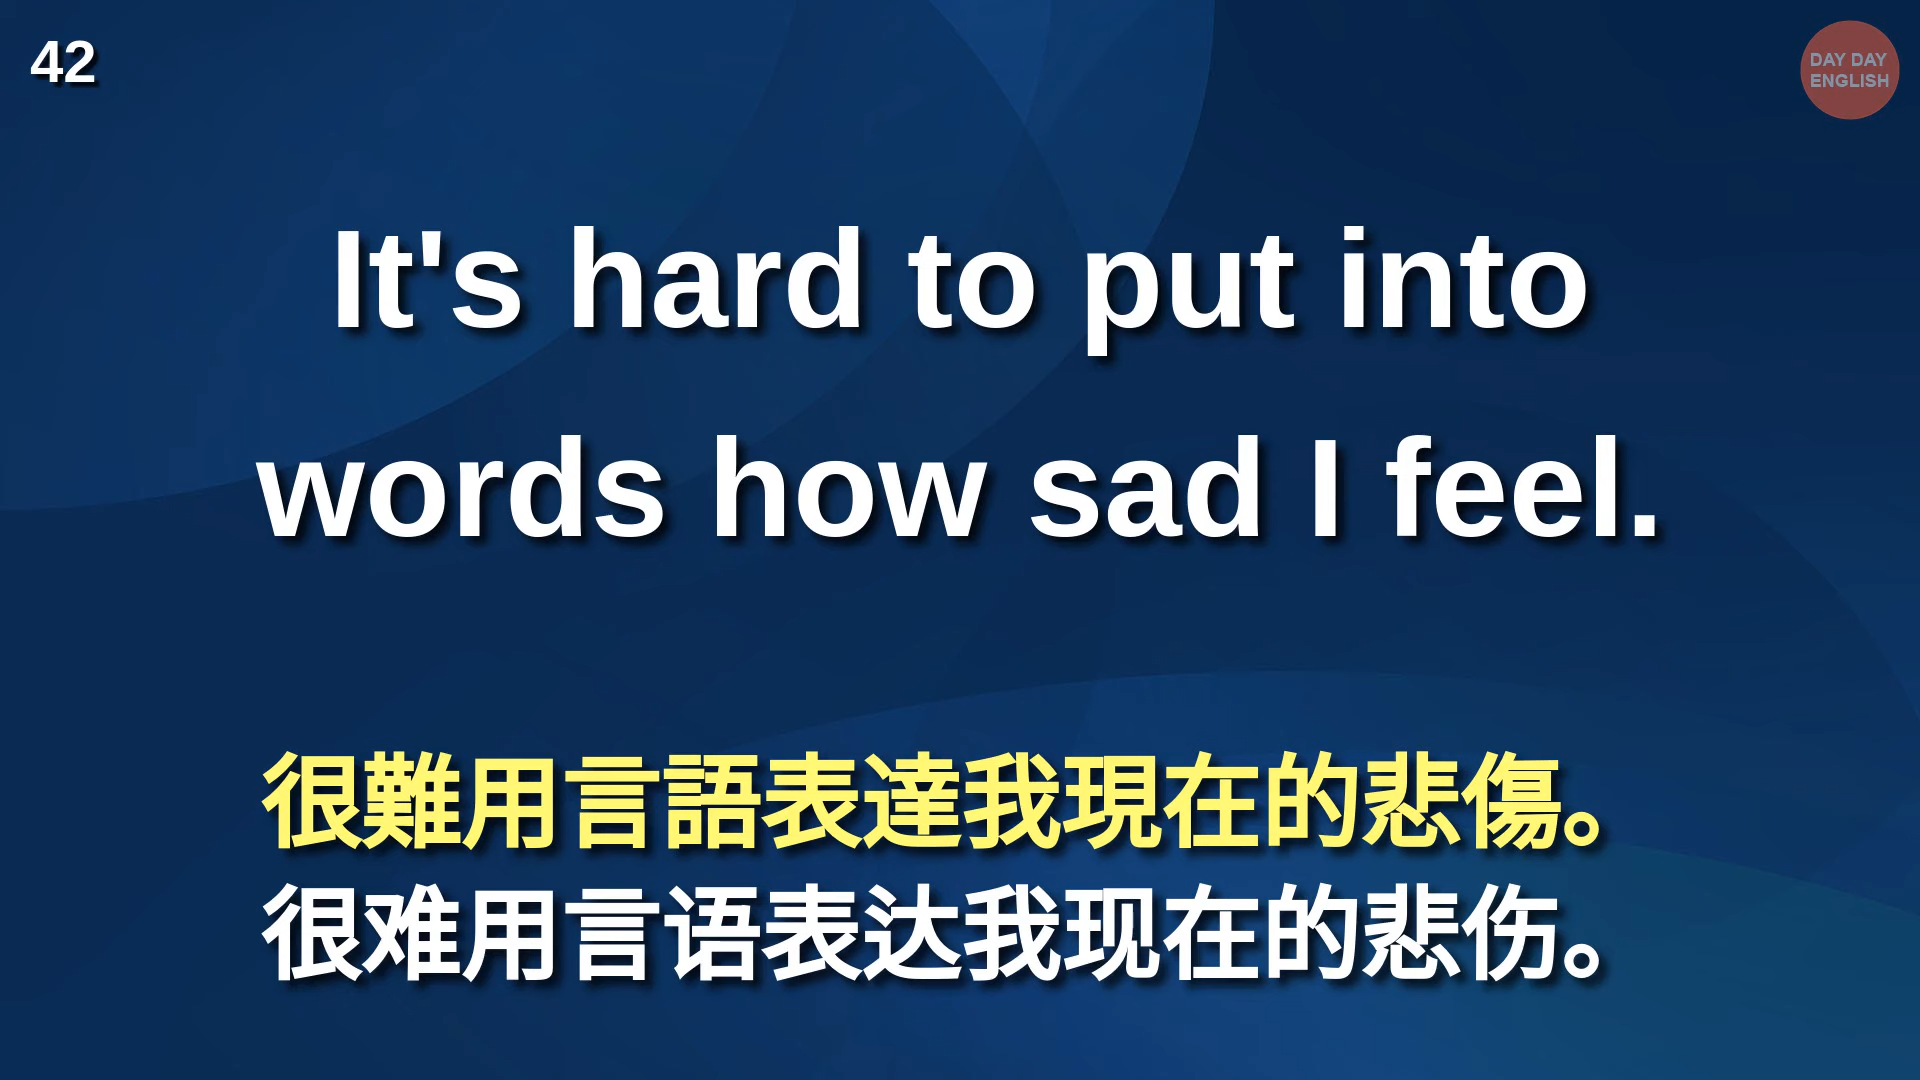 42
DAY DAY
ENGLISH
It's hard to put into
words how sad I feel.
很難用言語表達我現在的悲傷。
很难用言语表达我现在的悲伤。